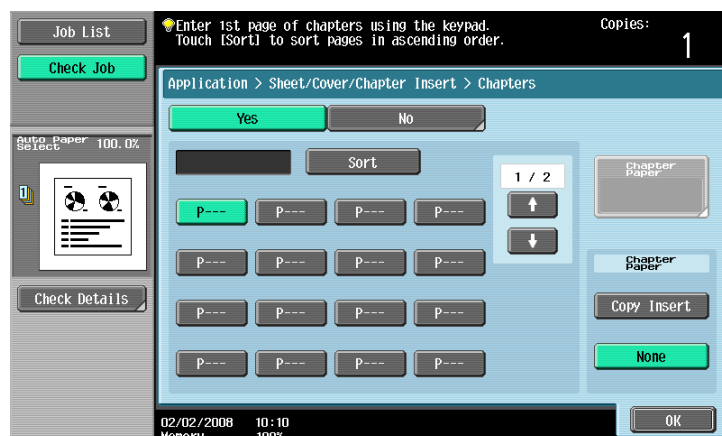 Job List
Check Job
Enter 1st page of chapters using the keypad.
Touch [Sort] to sort pages in ascending order.
Copies:
1
Application > Sheet/Cover/Chapter Insert > Chapters
Yes
No
Auto Paper Select
100.0%
Sort
1 / 2
Chapter Paper
P--- P--- P--- P---
P--- P--- P--- P---
Chapter Paper
Check Details
Copy Insert
P--- P--- P--- P---
P--- P--- P--- P---
None
02/02/2008 10:10
Memory 100%
OK